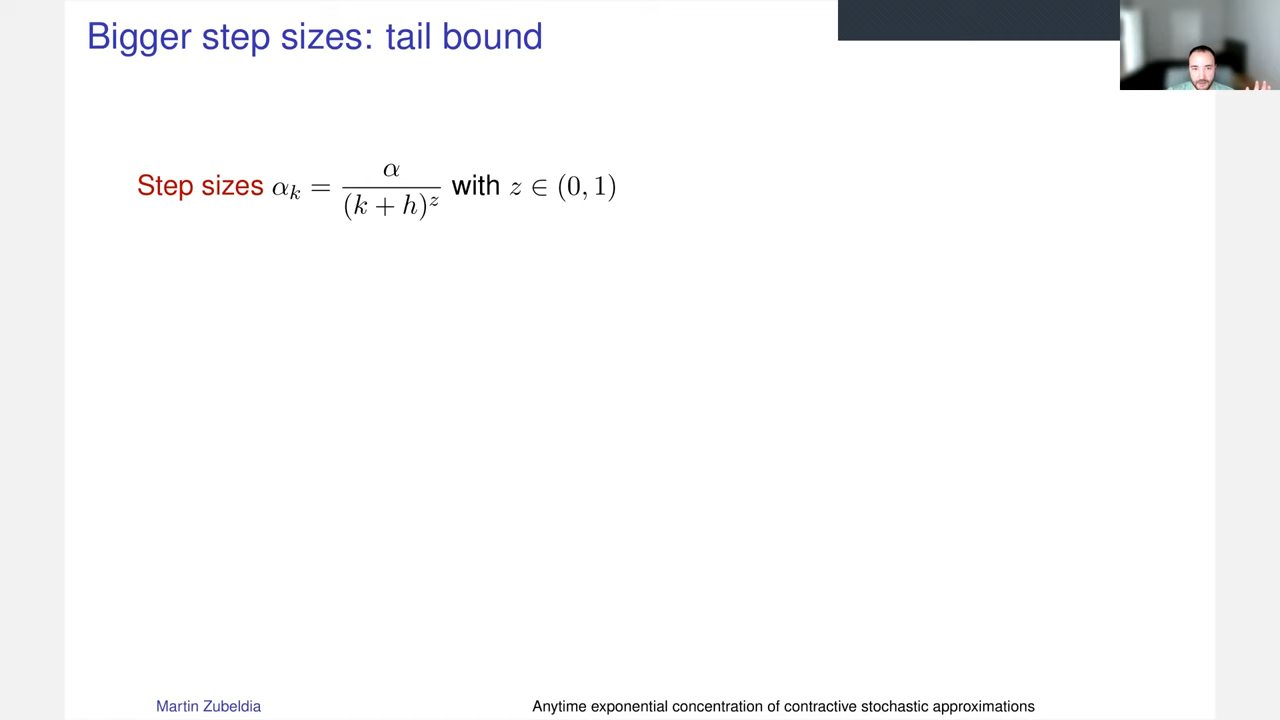 Bigger step sizes: tail bound
Step sizes α_k = α / (k + h)^z with z ∈ (0, 1)
Martin Zubeldia Anytime exponential concentration of contractive stochastic approximations